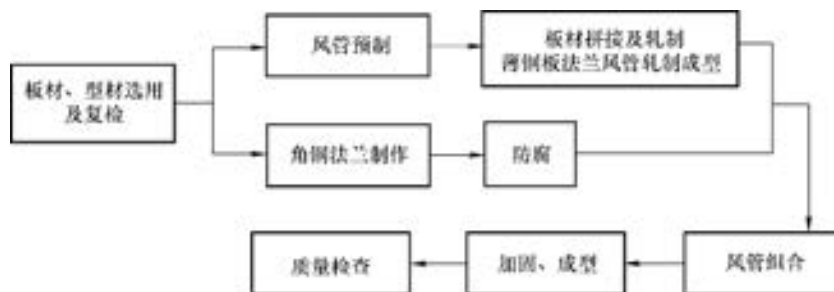 板材、型材选用
及复检
风管预制
板材拼接及轧制
薄钢板法兰风管轧制成型
角钢法兰制作
防腐
风管组合
加固、成型
质量检查